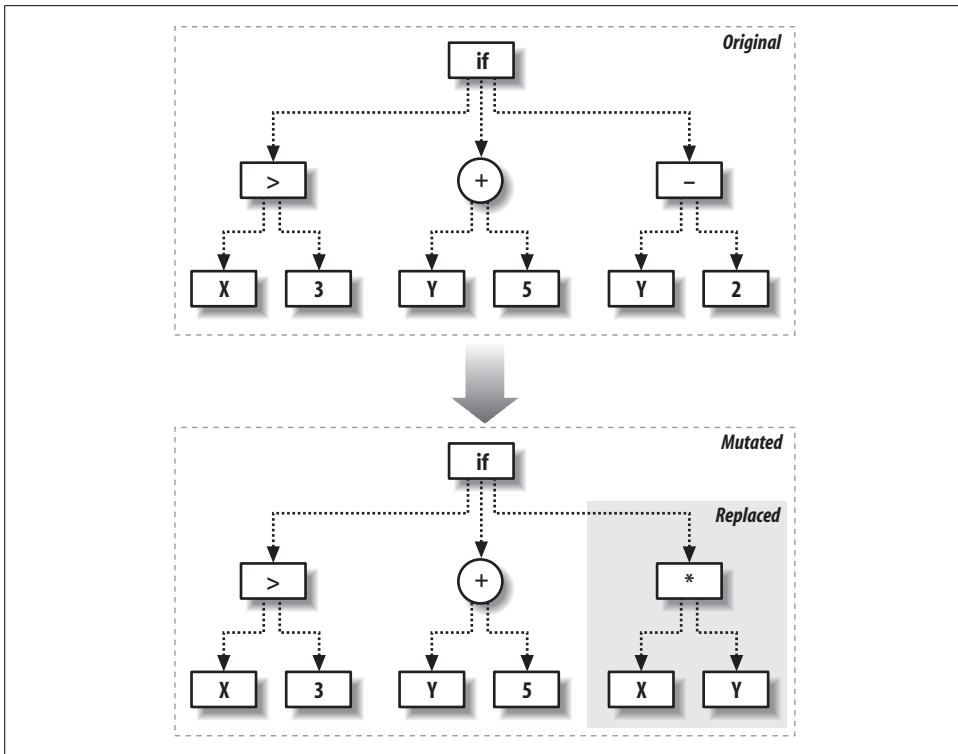 Original
if
> + –
X 3 Y 5 Y 2
Mutated
if
Replaced
> + *
X 3 Y 5 X Y